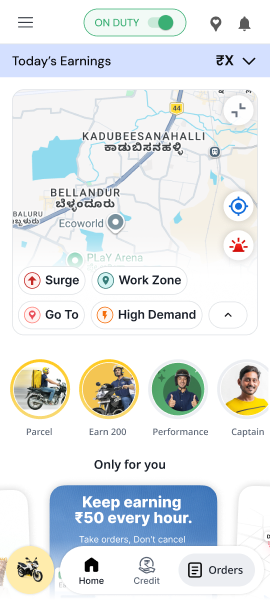 ON DUTY
Today's Earnings
₹X
44
KADUBEESANAHALLI
ಕಾಡುಬಿಸನಹಳ್ಳಿ
BELLANDUR
ಬೆಳ್ಳಂದೂರು
BALURU
Ecoworld
PLAY Arena
Surge
Work Zone
Go To
High Demand
Parcel
Earn 200
Performance
Captain
Only for you
Keep earning
₹50 every hour.
Take orders, Don't cancel
Home
Credit
Orders